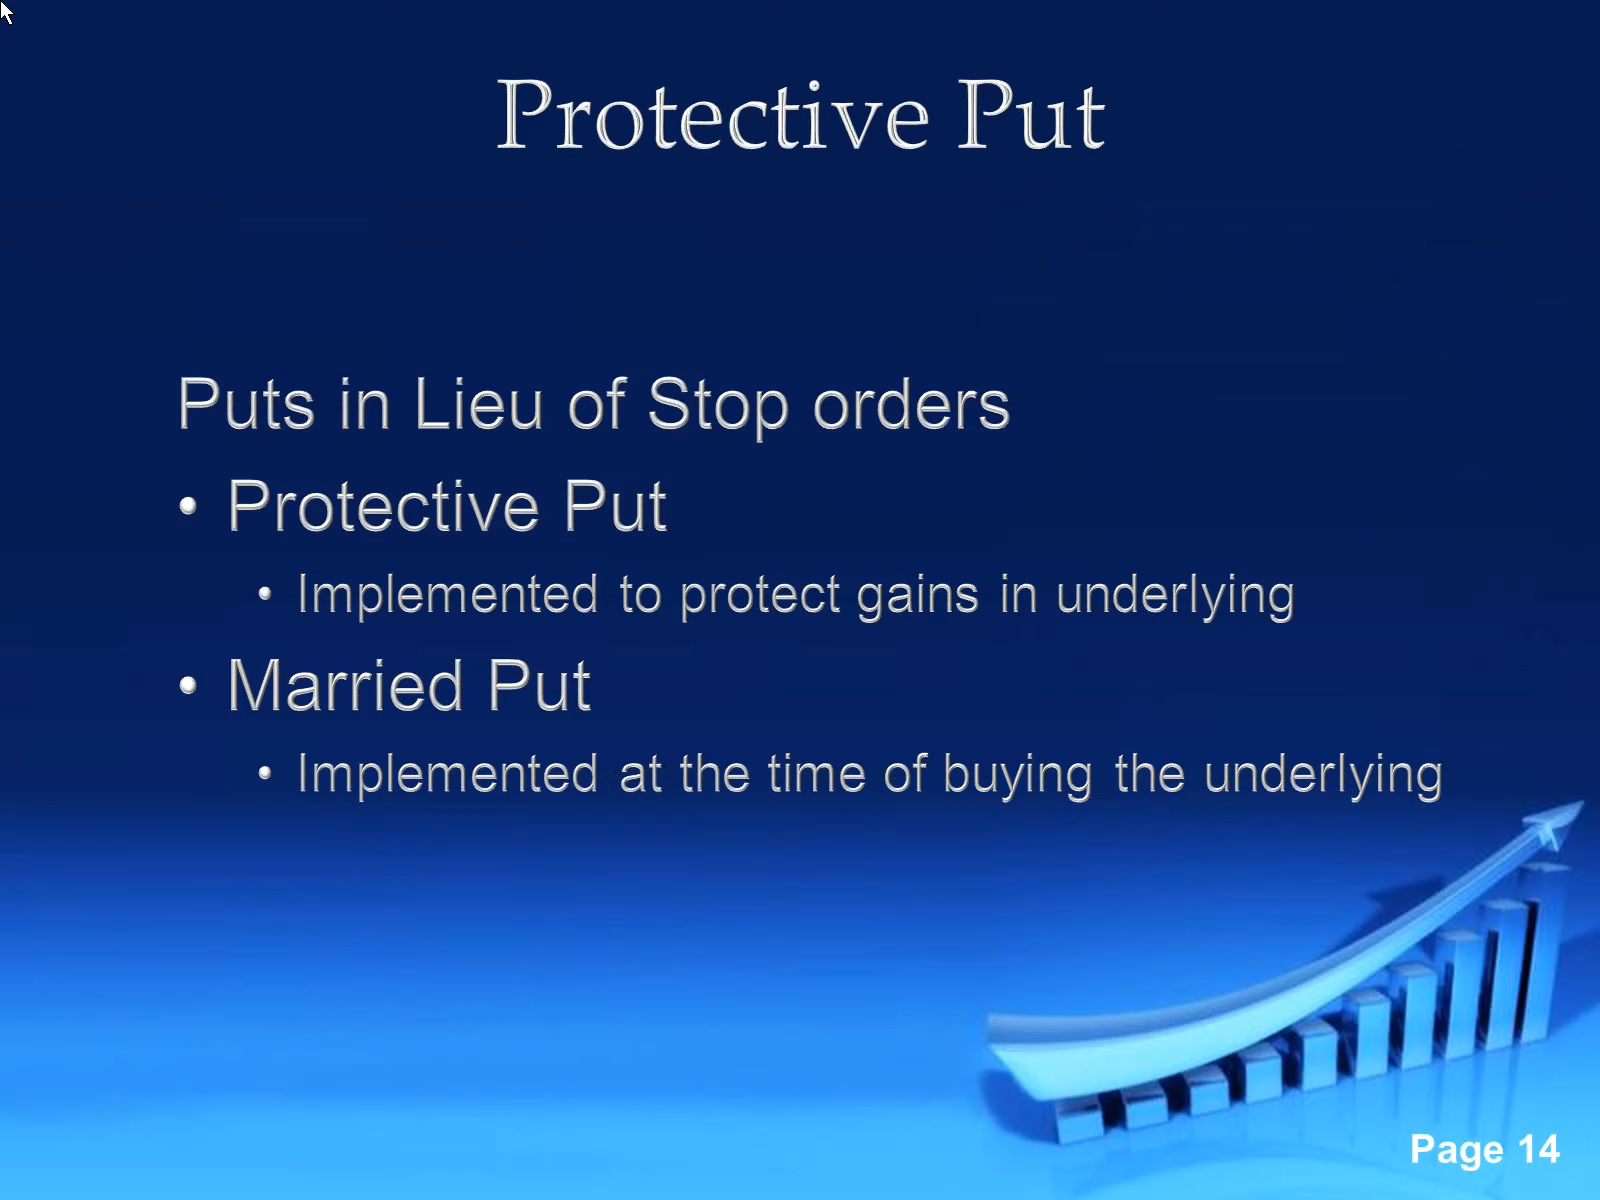 Protective Put
Puts in Lieu of Stop orders
• Protective Put
• Implemented to protect gains in underlying
• Married Put
• Implemented at the time of buying the underlying
Page 14